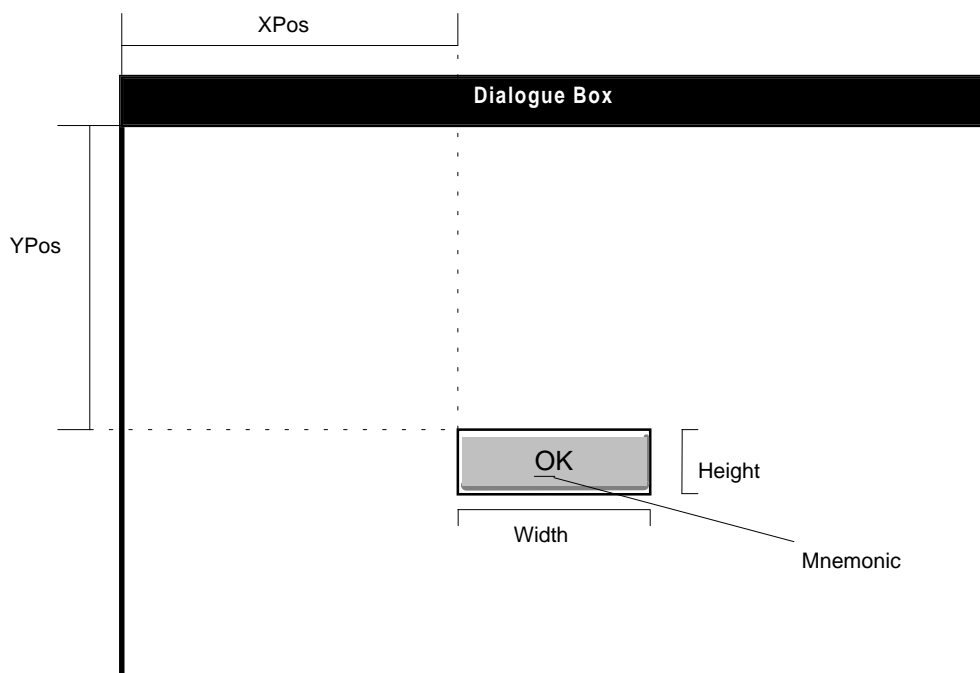 XPos
Dialogue Box
YPos
OK
Height
Width
Mnemonic